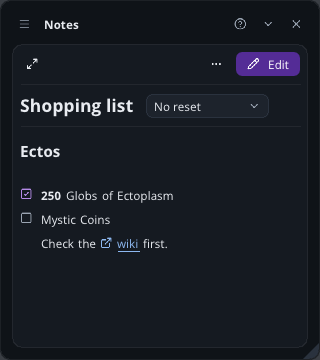 Notes
Edit
Shopping list
No reset
Ectos
250 Globs of Ectoplasm
Mystic Coins
Check the wiki first.